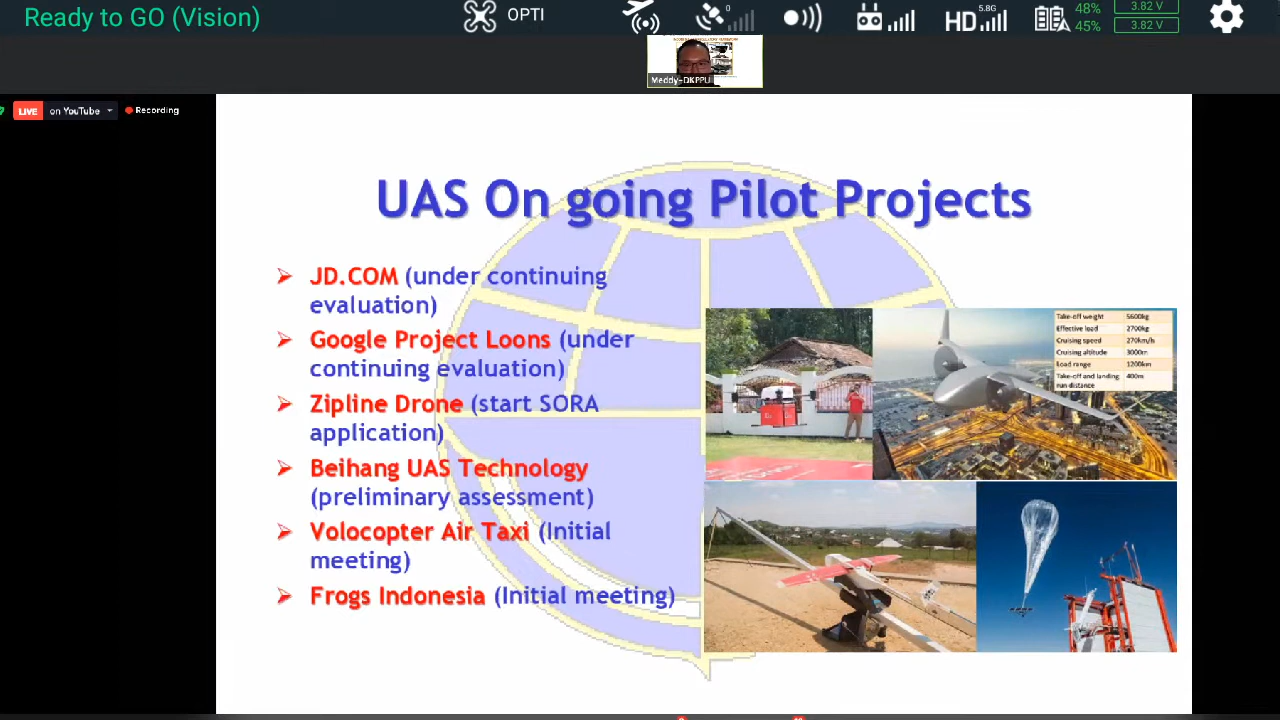 Ready to GO (Vision)
OPTI
0
5.8G
HD
48%
45%
3.82 V
3.82 V
Meddy-DKPPU
LIVE on YouTube
Recording
UAS On going Pilot Projects
JD.COM (under continuing
evaluation)
Google Project Loons (under
continuing evaluation)
Zipline Drone (start SORA
application)
Beihang UAS Technology
(preliminary assessment)
Volocopter Air Taxi (Initial
meeting)
Frogs Indonesia (Initial meeting)
Take-off weight 5600kg
Effective load 2700kg
Cruising speed 270km/h
Cruising altitude 3000m
Load range 1200km
Take-off and landing 400m
run distance